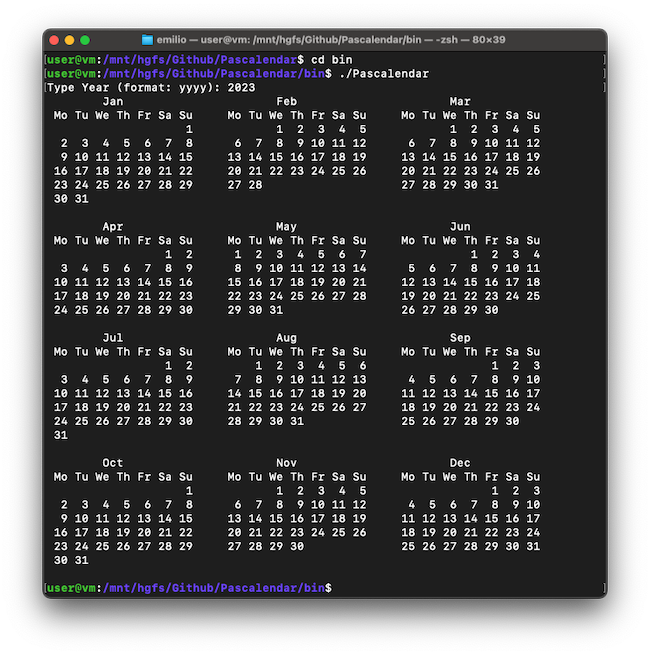 emilio — user@vm: /mnt/hgfs/Github/Pascalendar/bin — -zsh — 80×39
user@vm:/mnt/hgfs/Github/Pascalendar$ cd bin
user@vm:/mnt/hgfs/Github/Pascalendar/bin$ ./Pascalendar
Type Year (format: yyyy): 2023
        Jan                   Feb                      Mar
 Mo Tu We Th Fr Sa Su     Mo Tu We Th Fr Sa Su     Mo Tu We Th Fr Sa Su
                    1            1  2  3  4  5            1  2  3  4  5
  2  3  4  5  6  7  8      6  7  8  9 10 11 12      6  7  8  9 10 11 12
  9 10 11 12 13 14 15     13 14 15 16 17 18 19     13 14 15 16 17 18 19
 16 17 18 19 20 21 22     20 21 22 23 24 25 26     20 21 22 23 24 25 26
 23 24 25 26 27 28 29     27 28                    27 28 29 30 31
 30 31
        Apr                   May                      Jun
 Mo Tu We Th Fr Sa Su     Mo Tu We Th Fr Sa Su     Mo Tu We Th Fr Sa Su
                 1  2      1  2  3  4  5  6  7               1  2  3  4
  3  4  5  6  7  8  9      8  9 10 11 12 13 14      5  6  7  8  9 10 11
 10 11 12 13 14 15 16     15 16 17 18 19 20 21     12 13 14 15 16 17 18
 17 18 19 20 21 22 23     22 23 24 25 26 27 28     19 20 21 22 23 24 25
 24 25 26 27 28 29 30     29 30 31                 26 27 28 29 30
        Jul                   Aug                      Sep
 Mo Tu We Th Fr Sa Su     Mo Tu We Th Fr Sa Su     Mo Tu We Th Fr Sa Su
                 1  2         1  2  3  4  5  6                  1  2  3
  3  4  5  6  7  8  9      7  8  9 10 11 12 13      4  5  6  7  8  9 10
 10 11 12 13 14 15 16     14 15 16 17 18 19 20     11 12 13 14 15 16 17
 17 18 19 20 21 22 23     21 22 23 24 25 26 27     18 19 20 21 22 23 24
 24 25 26 27 28 29 30     28 29 30 31              25 26 27 28 29 30
 31
        Oct                   Nov                      Dec
 Mo Tu We Th Fr Sa Su     Mo Tu We Th Fr Sa Su     Mo Tu We Th Fr Sa Su
                    1            1  2  3  4  5                  1  2  3
  2  3  4  5  6  7  8      6  7  8  9 10 11 12      4  5  6  7  8  9 10
  9 10 11 12 13 14 15     13 14 15 16 17 18 19     11 12 13 14 15 16 17
 16 17 18 19 20 21 22     20 21 22 23 24 25 26     18 19 20 21 22 23 24
 23 24 25 26 27 28 29     27 28 29 30              25 26 27 28 29 30 31
 30 31
user@vm:/mnt/hgfs/Github/Pascalendar/bin$